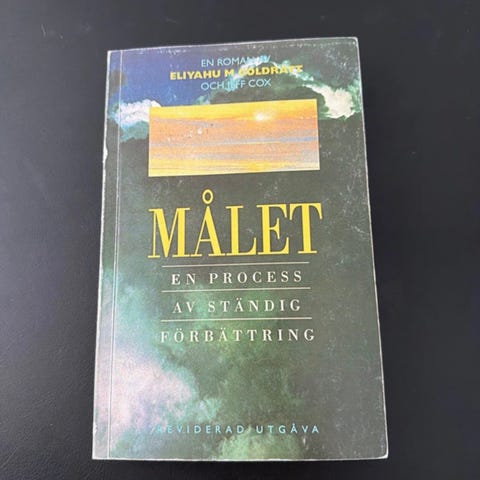 EN ROMAN AV
ELIYAHU M GOLDRATT
OCH JEFF COX
MÅLET
EN PROCESS
AV STÄNDIG
FÖRBÄTTRING
REVIDERAD UTGÅVA